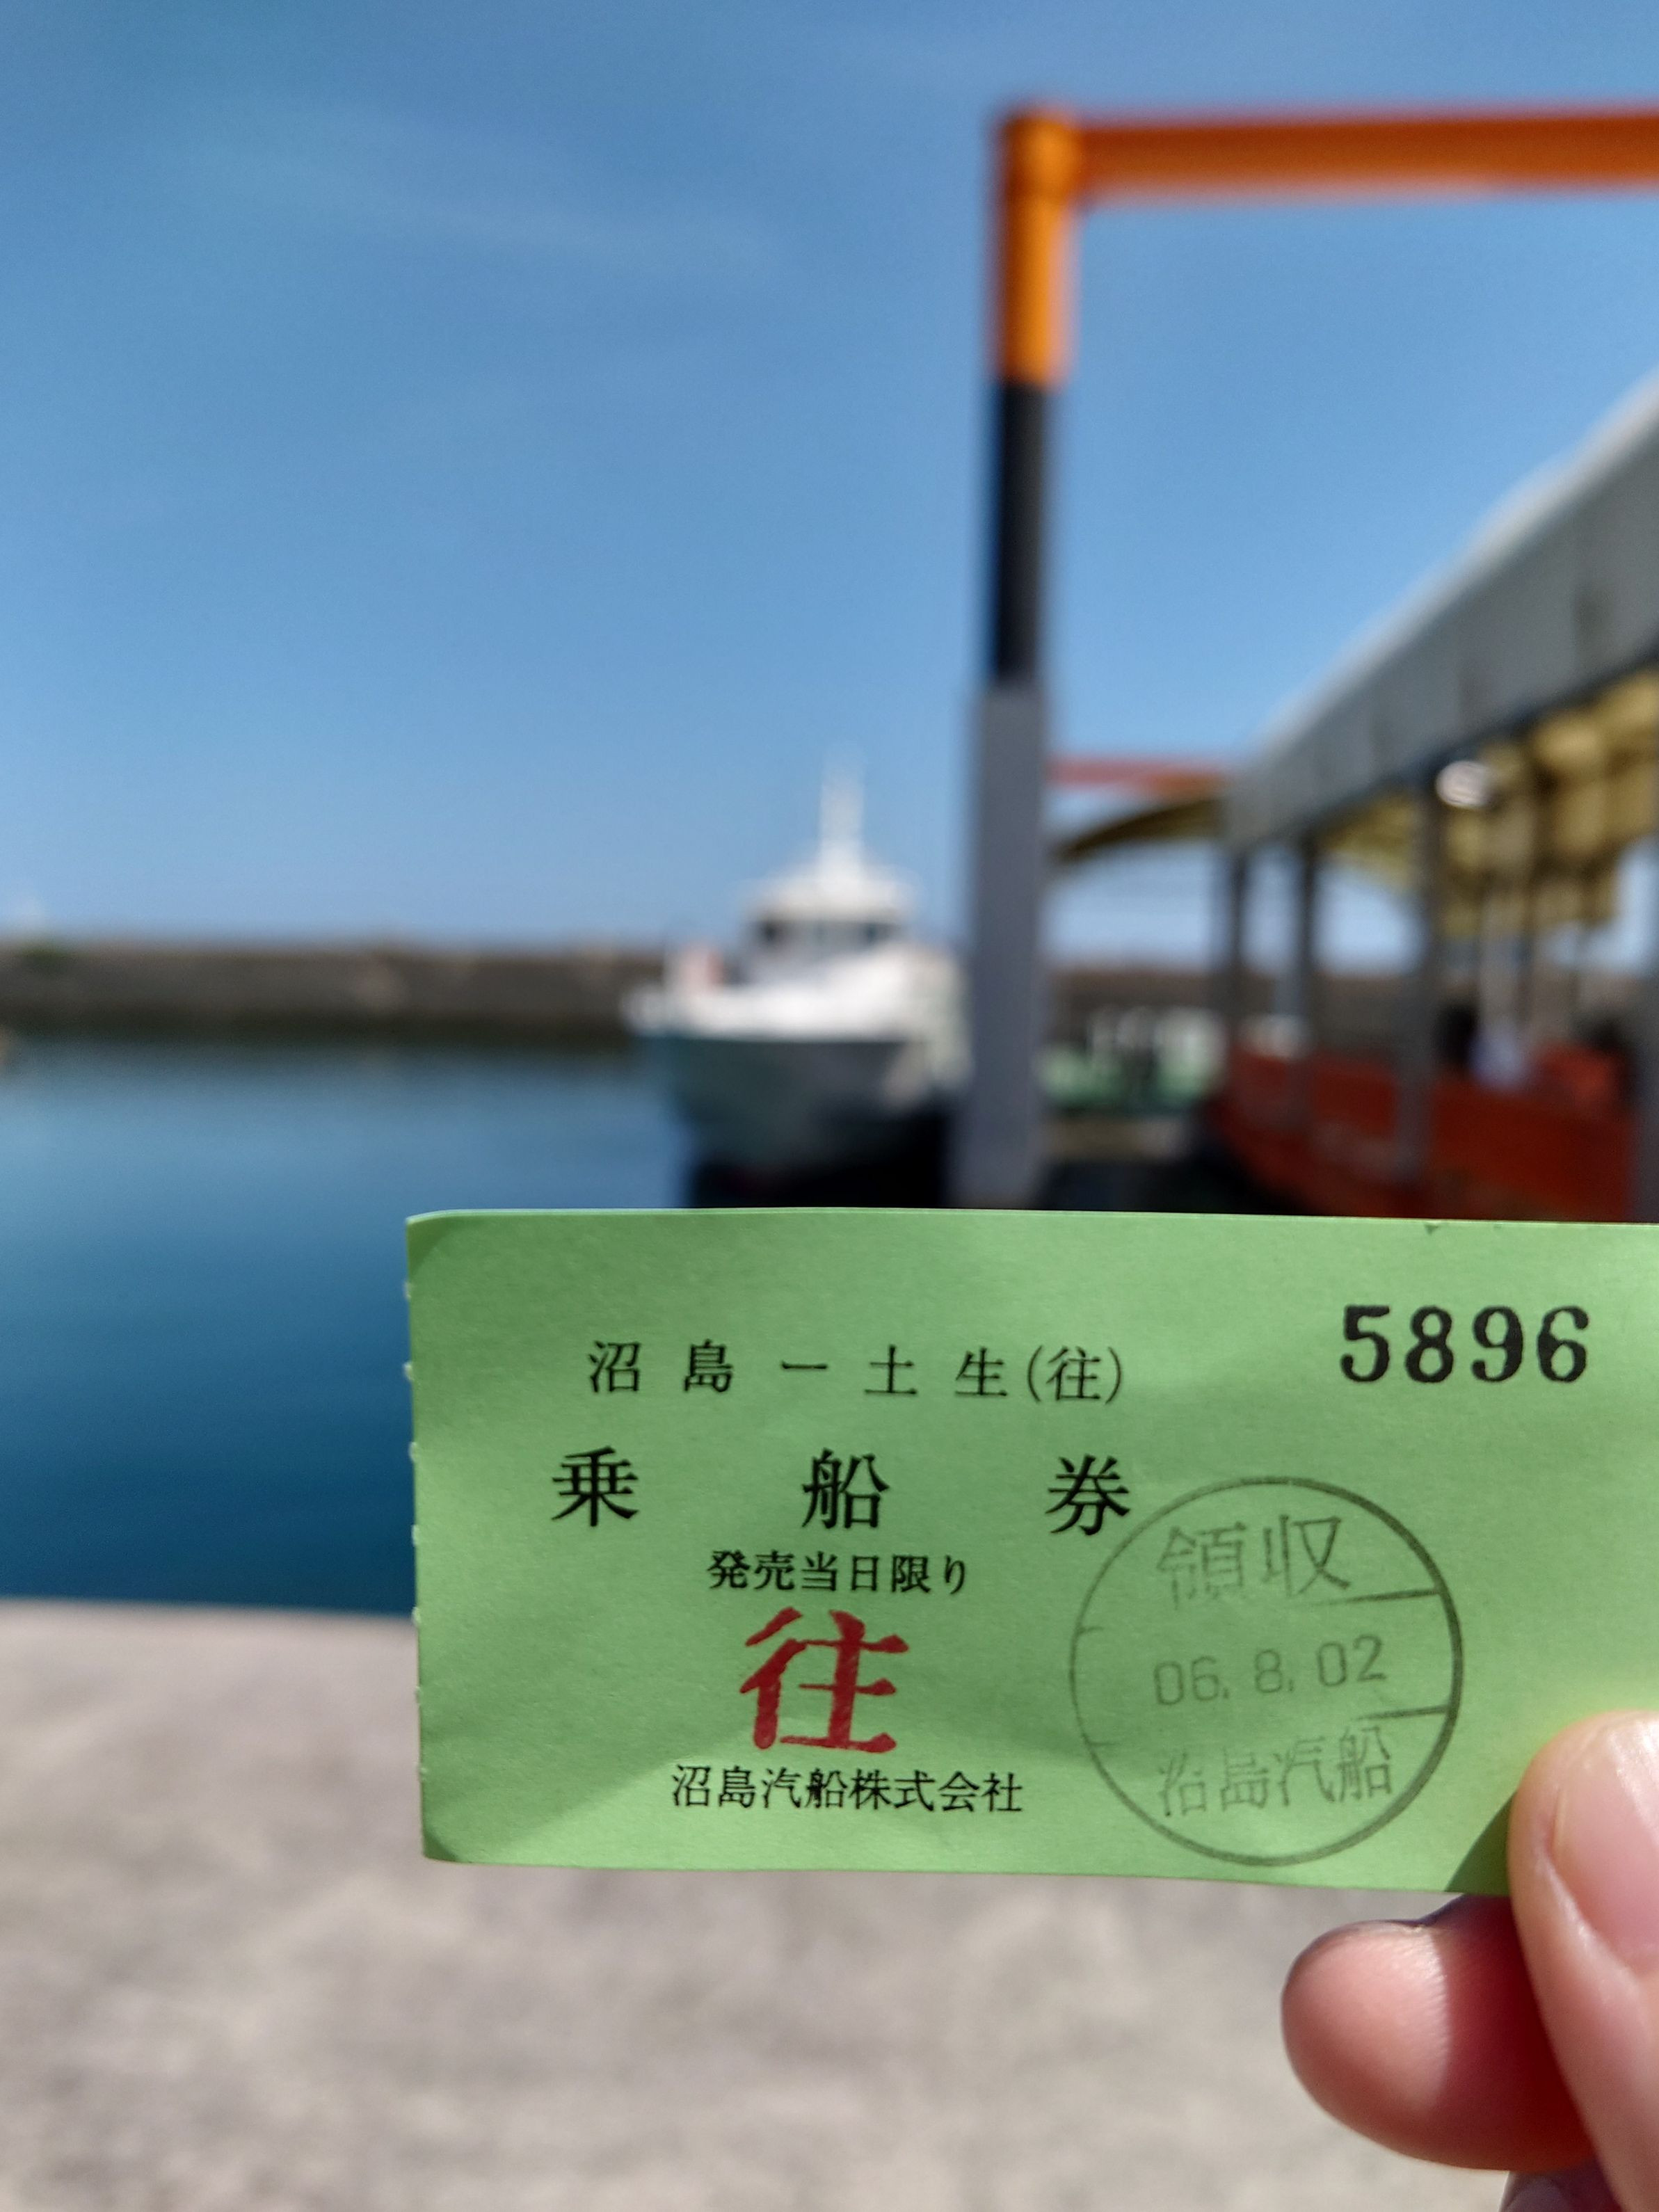 5896
沼島ー土生(往)
乗船券
発売当日限り
往
沼島汽船株式会社
領収
06.8.02
沼島汽船